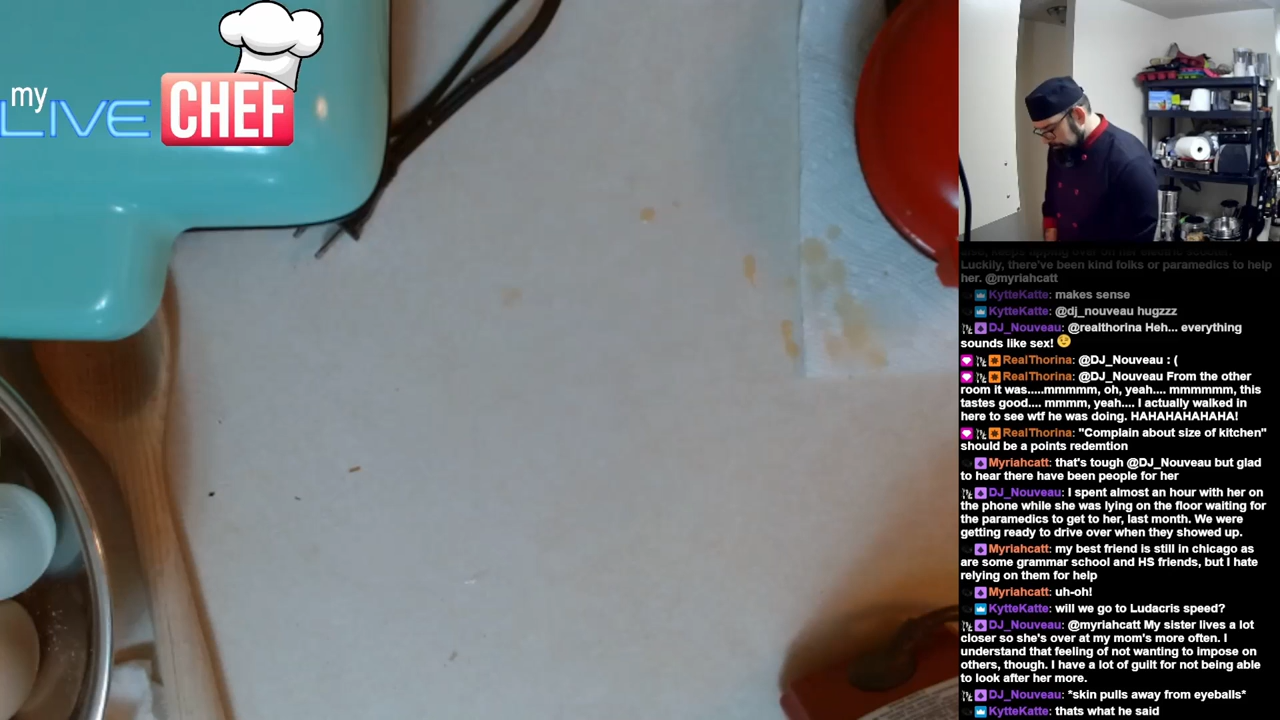 my
LIVE CHEF
Luckily, there've been kind folks or paramedics to help
her. @myriahcatt
KytteKatte: makes sense
KytteKatte: @dj_nouveau hugzzz
DJ_Nouveau: @realthorina Heh... everything
sounds like sex!
RealThorina: @DJ_Nouveau : (
RealThorina: @DJ_Nouveau From the other
room it was.....mmmmm, oh, yeah.... mmmmmm, this
tastes good.... mmmm, yeah.... I actually walked in
here to see wtf he was doing. HAHAHAHAHAHA!
RealThorina: "Complain about size of kitchen"
should be a points redemtion
Myriahcatt: that's tough @DJ_Nouveau but glad
to hear there have been people for her
DJ_Nouveau: I spent almost an hour with her on
the phone while she was lying on the floor waiting for
the paramedics to get to her, last month. We were
getting ready to drive over when they showed up.
Myriahcatt: my best friend is still in chicago as
are some grammar school and HS friends, but I hate
relying on them for help
Myriahcatt: uh-oh!
KytteKatte: will we go to Ludacris speed?
DJ_Nouveau: @myriahcatt My sister lives a lot
closer so she's over at my mom's more often. I
understand that feeling of not wanting to impose on
others, though. I have a lot of guilt for not being able
to look after her more.
DJ_Nouveau: *skin pulls away from eyeballs*
KytteKatte: thats what he said